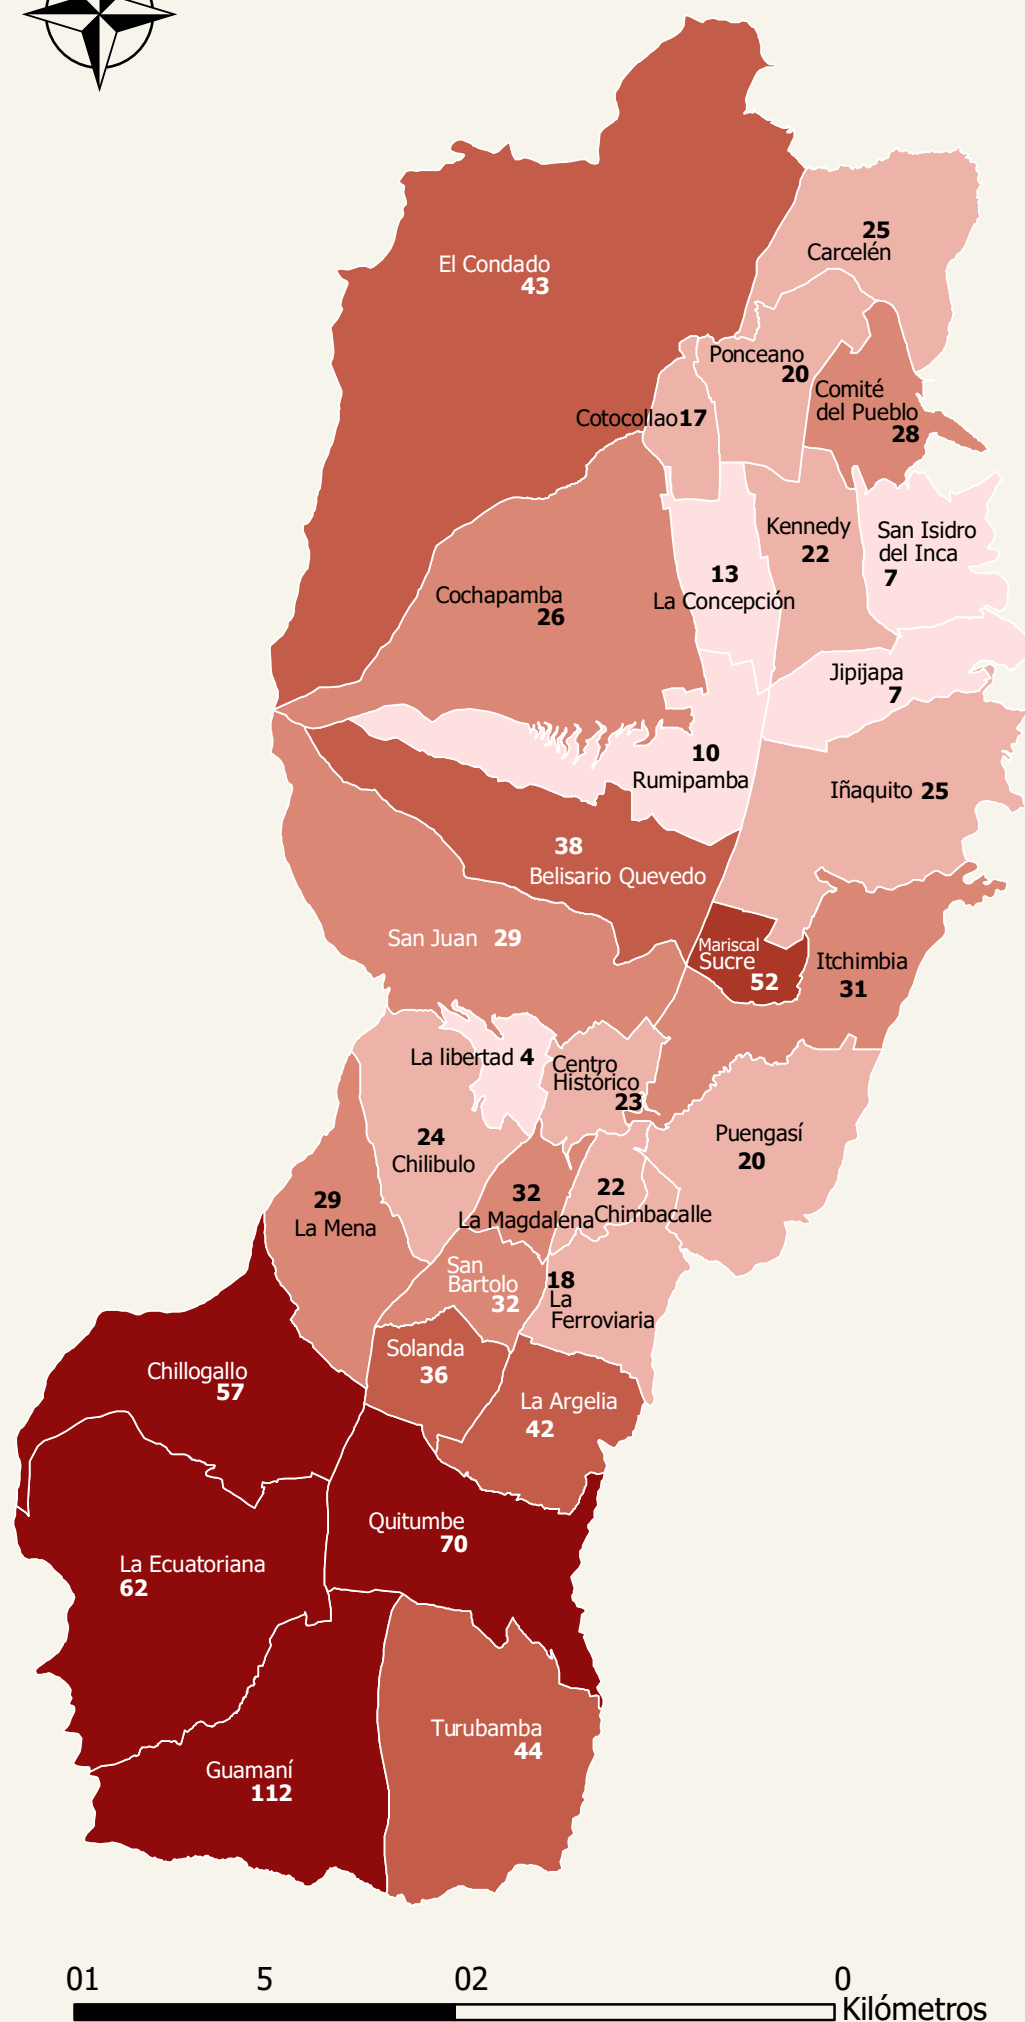 25
Carcelén
El Condado
43
Ponceano
20
Comité
del Pueblo
28
Cotocollao 17
Kennedy
22
San Isidro
del Inca
7
13
La Concepción
Cochapamba
26
Jipijapa
7
10
Rumipamba
Iñaquito 25
38
Belisario Quevedo
San Juan 29
Mariscal
Sucre
52
Itchimbia
31
La libertad 4
Centro
Histórico
23
24
Chilibulo
Puengasí
20
29
La Mena
32
La Magdalena
22
Chimbacalle
San
Bartolo
32
18
La
Ferroviaria
Solanda
36
Chillogallo
57
La Argelia
42
Quitumbe
70
La Ecuatoriana
62
Turubamba
44
Guamaní
112
01 5 02 0
Kilómetros